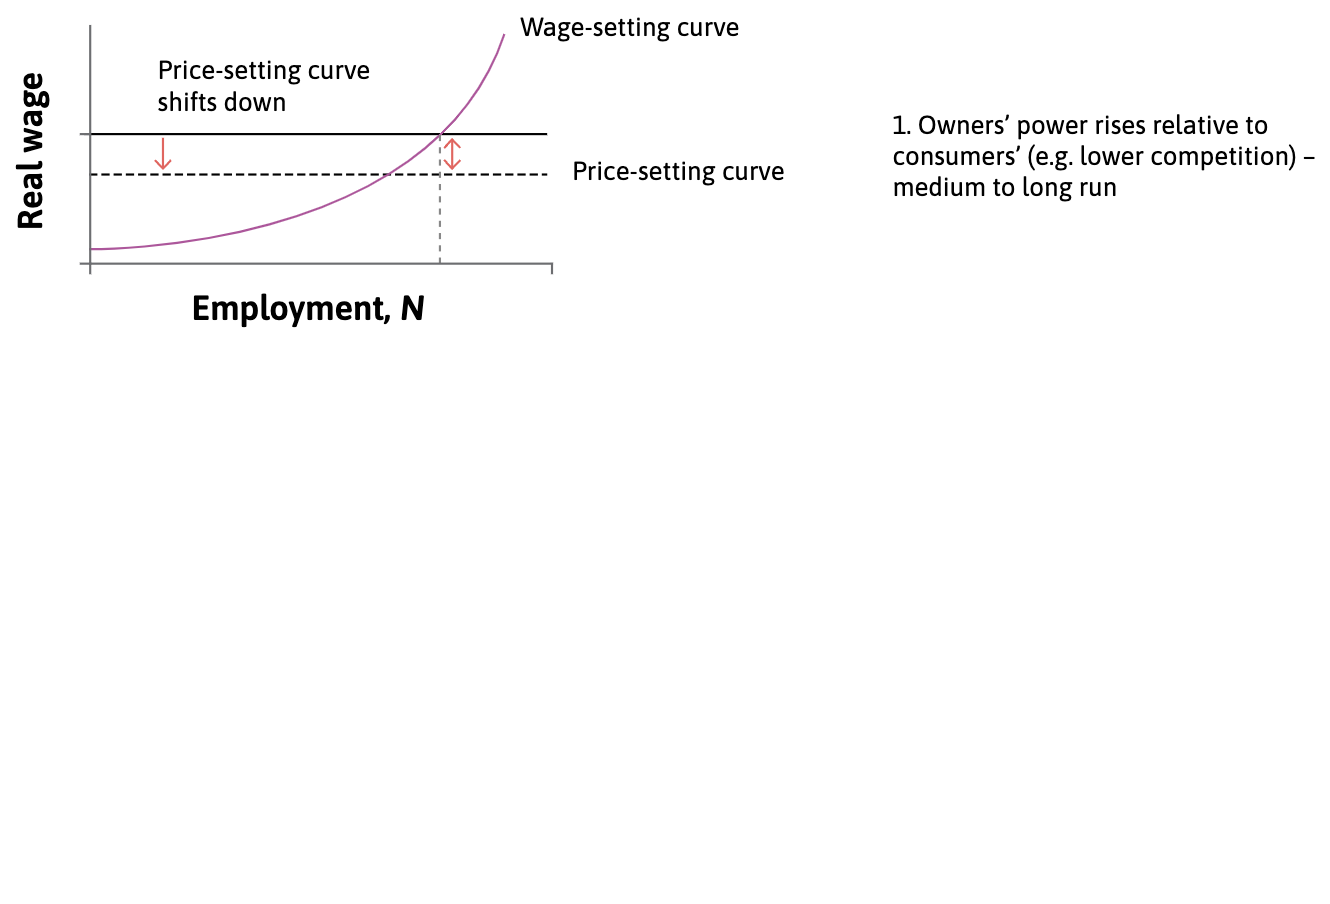 Wage-setting curve
Price-setting curve
shifts down
Real wage
Price-setting curve
Employment, N
1. Owners’ power rises relative to
consumers’ (e.g. lower competition) –
medium to long run